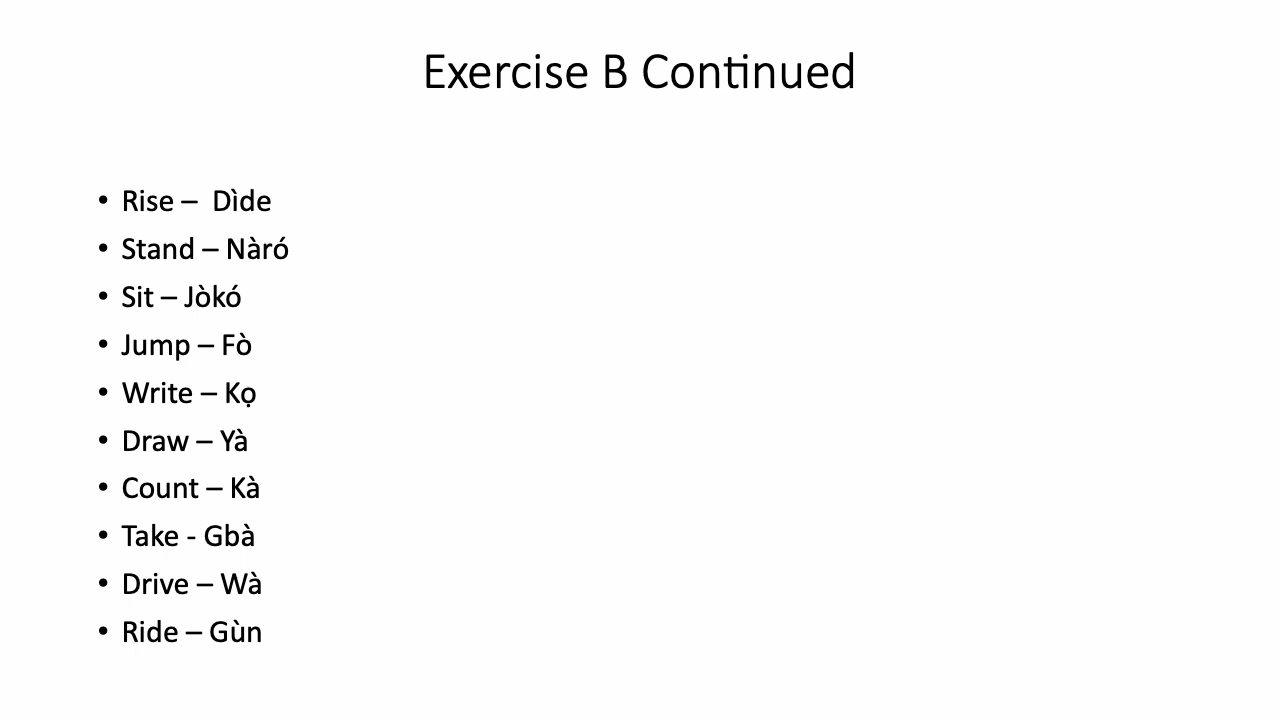 Exercise B Continued
• Rise –  Dìde
• Stand – Nàró
• Sit – Jòkó
• Jump – Fò
• Write – Kọ
• Draw – Yà
• Count – Kà
• Take - Gbà
• Drive – Wà
• Ride – Gùn